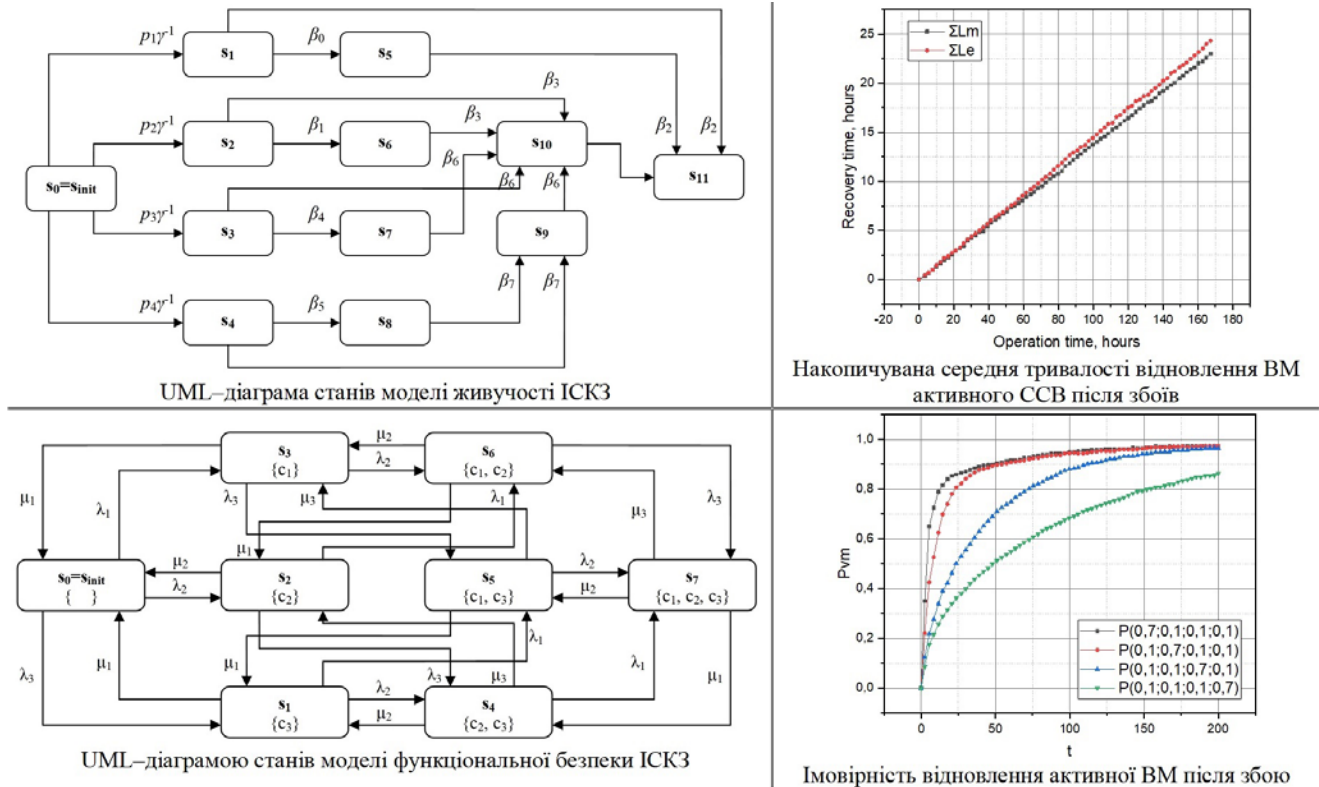 p₁γ⁻¹
s₁
β₀
s₅
β₃
p₂γ⁻¹
s₂
β₁
s₆
β₃
s₁₀
β₂
β₂
s₀=s_init
β₆
s₁₁
p₃γ⁻¹
s₃
β₄
s₇
β₆
β₆
s₉
β₇
β₇
p₄γ⁻¹
s₄
β₅
s₈
UML–діаграма станів моделі живучості ІСКЗ
ΣLm
ΣLe
Recovery time, hours
25
20
15
10
5
0
-20 0 20 40 60 80 100 120 140 160 180
Operation time, hours
Накопичувана середня тривалості відновлення ВМ
активного ССВ після збоїв
s₃
{c₁}
μ₂
λ₂
s₆
{c₁, c₂}
μ₁
λ₁
λ₃
μ₃
λ₁
μ₃
λ₃
s₀=s_init
{ }
μ₂
λ₂
μ₁
s₂
{c₂}
s₅
{c₁, c₃}
λ₂
μ₂
s₇
{c₁, c₂, c₃}
λ₃
μ₁
μ₁
λ₃
μ₃
λ₁
λ₁
μ₁
s₁
{c₃}
λ₂
μ₂
s₄
{c₂, c₃}
UML–діаграмою станів моделі функціональної безпеки ІСКЗ
Pvm
1,0
0,8
0,6
0,4
0,2
0,0
P(0,7;0,1;0,1;0,1)
P(0,1;0,7;0,1;0,1)
P(0,1;0,1;0,7;0,1)
P(0,1;0,1;0,1;0,7)
0 50 100 150 200
t
Імовірність відновлення активної ВМ після збою